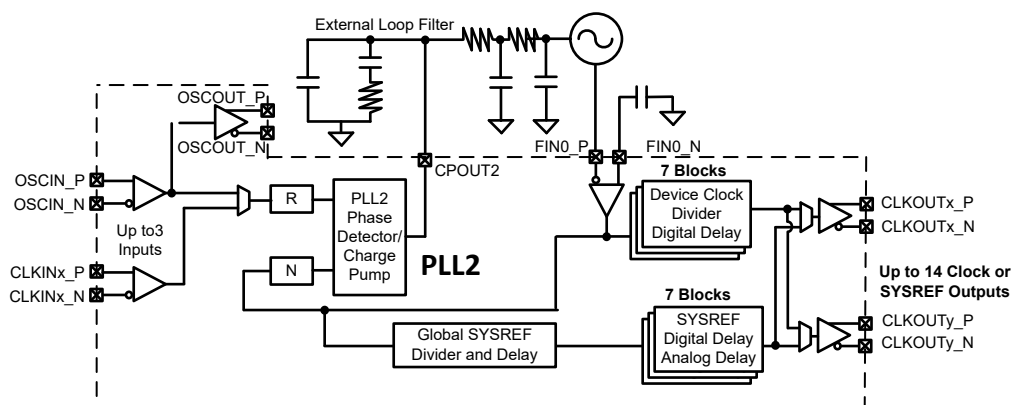 External Loop Filter
OSCOUT_P
OSCOUT_N
FIN0_P
FIN0_N
CPOUT2
OSCIN_P
OSCIN_N
Up to3
Inputs
CLKINx_P
CLKINx_N
R
N
PLL2
Phase
Detector/
Charge
Pump
PLL2
7 Blocks
Device Clock
Divider
Digital Delay
CLKOUTx_P
CLKOUTx_N
Up to 14 Clock or
SYSREF Outputs
7 Blocks
Global SYSREF
Divider and Delay
SYSREF
Digital Delay
Analog Delay
CLKOUTy_P
CLKOUTy_N